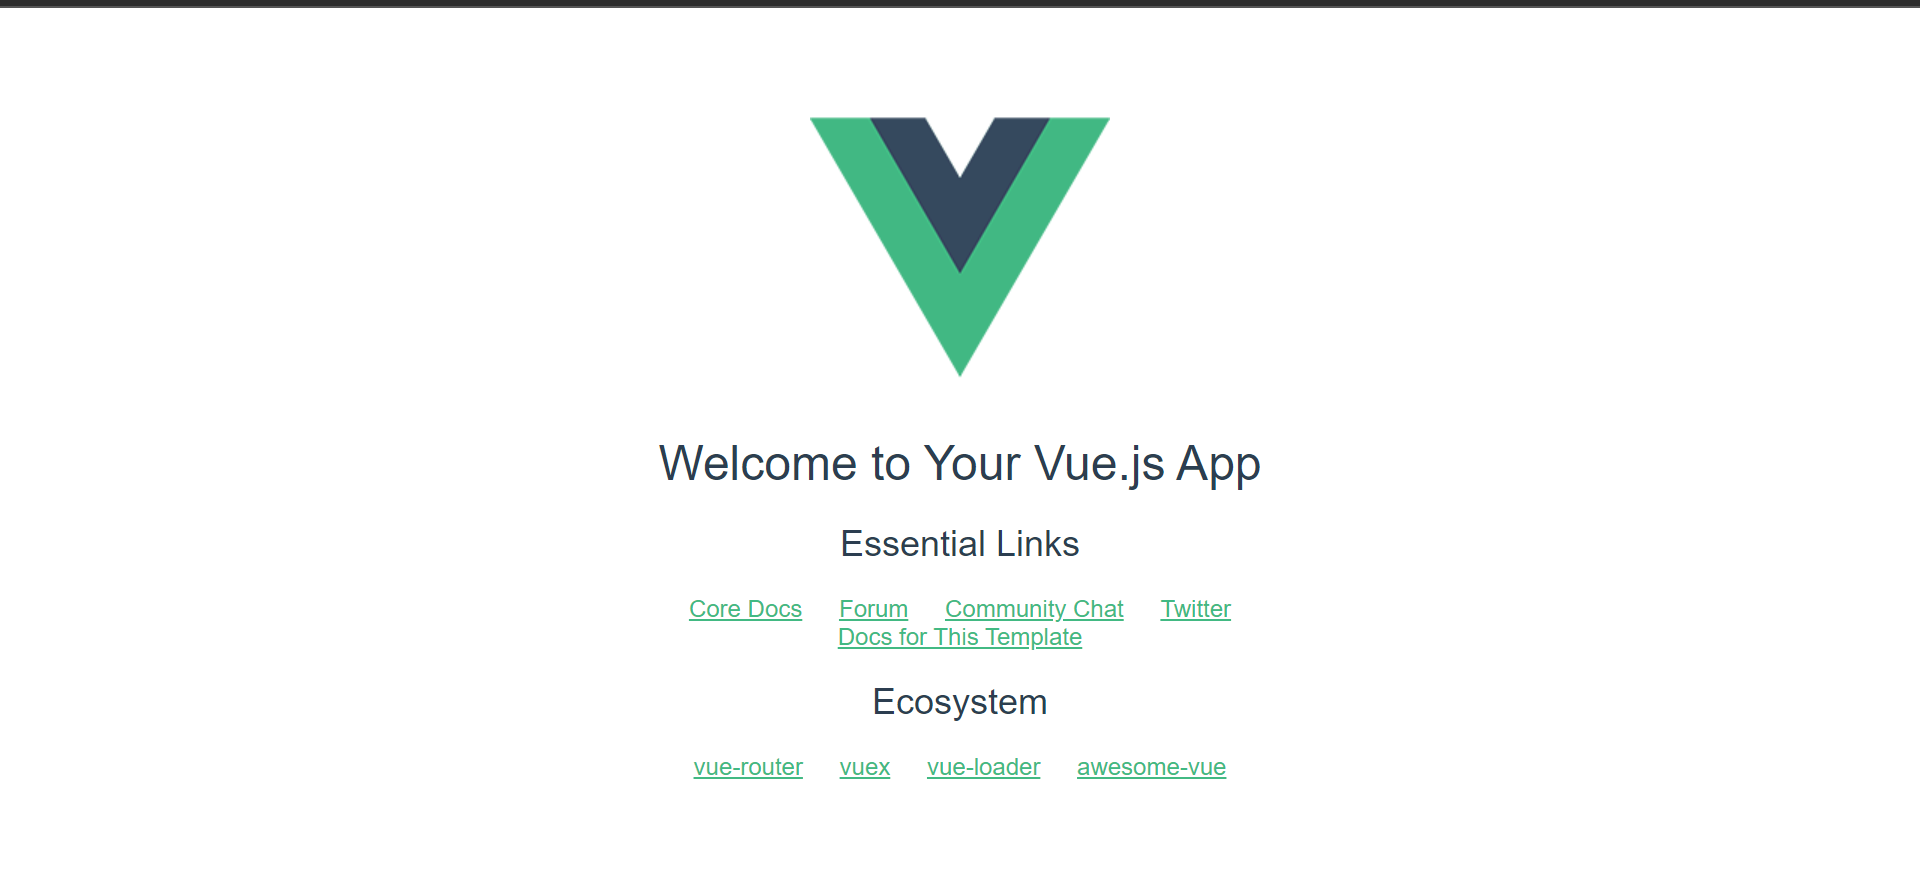 Welcome to Your Vue.js App
Essential Links
Core Docs Forum Community Chat Twitter
Docs for This Template
Ecosystem
vue-router vuex vue-loader awesome-vue